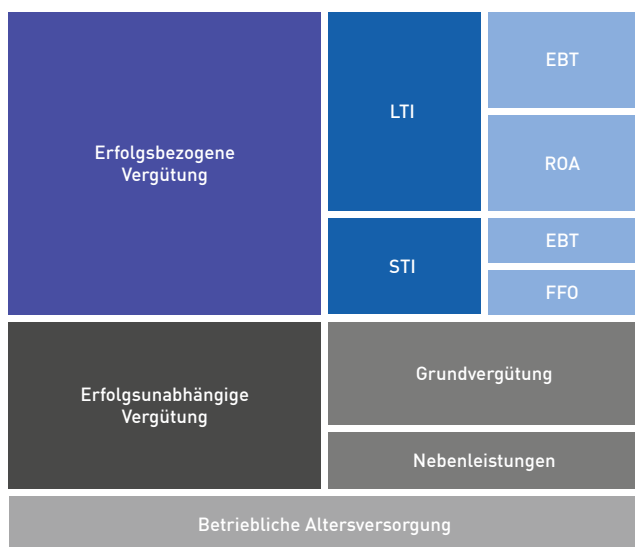 Erfolgsbezogene
Vergütung
LTI
EBT
ROA
STI
EBT
FFO
Erfolgsunabhängige
Vergütung
Grundvergütung
Nebenleistungen
Betriebliche Altersversorgung